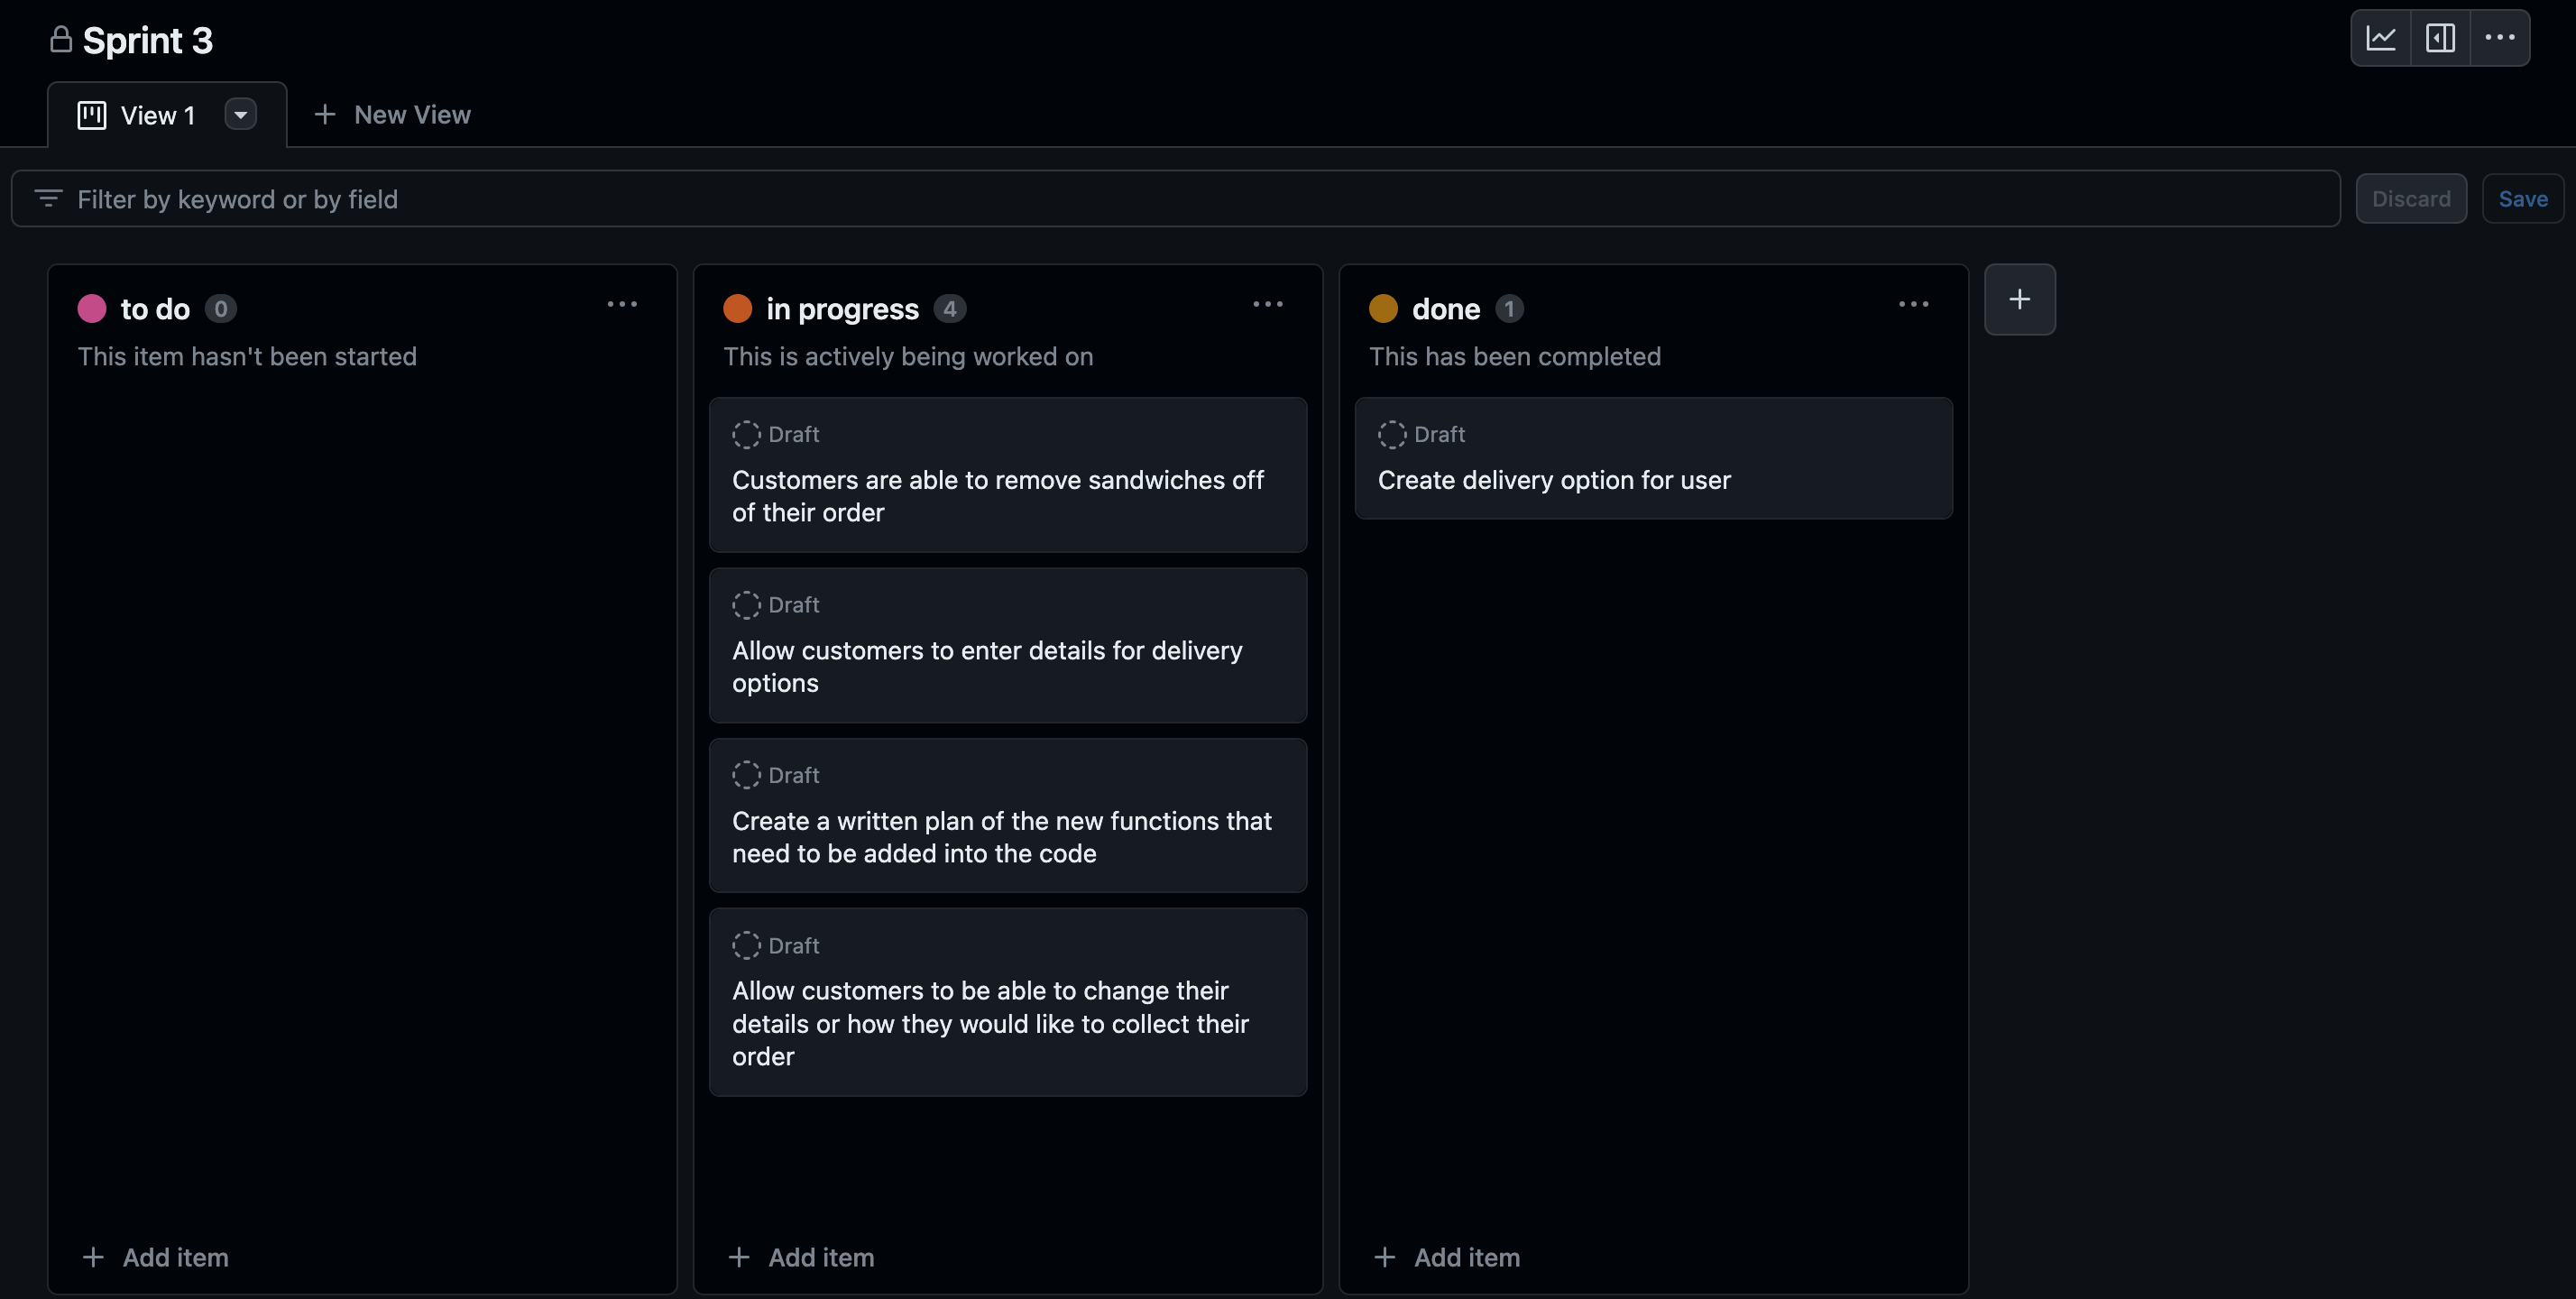 Sprint 3
View 1
New View
Filter by keyword or by field
Discard
Save
to do 0
This item hasn't been started
Add item
in progress 4
This is actively being worked on
Draft
Customers are able to remove sandwiches off
of their order
Draft
Allow customers to enter details for delivery
options
Draft
Create a written plan of the new functions that
need to be added into the code
Draft
Allow customers to be able to change their
details or how they would like to collect their
order
Add item
done 1
This has been completed
Draft
Create delivery option for user
Add item